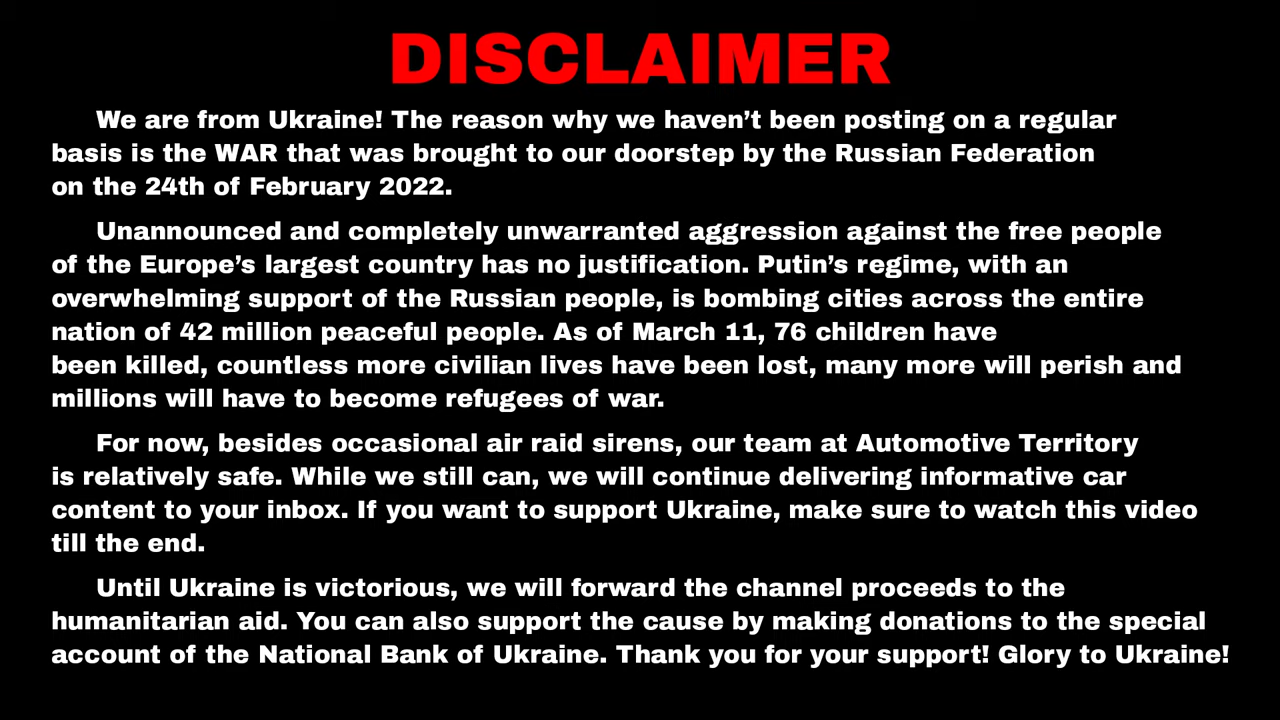 DISCLAIMER
We are from Ukraine! The reason why we haven’t been posting on a regular
basis is the WAR that was brought to our doorstep by the Russian Federation
on the 24th of February 2022.
Unannounced and completely unwarranted aggression against the free people
of the Europe’s largest country has no justification. Putin’s regime, with an
overwhelming support of the Russian people, is bombing cities across the entire
nation of 42 million peaceful people. As of March 11, 76 children have
been killed, countless more civilian lives have been lost, many more will perish and
millions will have to become refugees of war.
For now, besides occasional air raid sirens, our team at Automotive Territory
is relatively safe. While we still can, we will continue delivering informative car
content to your inbox. If you want to support Ukraine, make sure to watch this video
till the end.
Until Ukraine is victorious, we will forward the channel proceeds to the
humanitarian aid. You can also support the cause by making donations to the special
account of the National Bank of Ukraine. Thank you for your support! Glory to Ukraine!